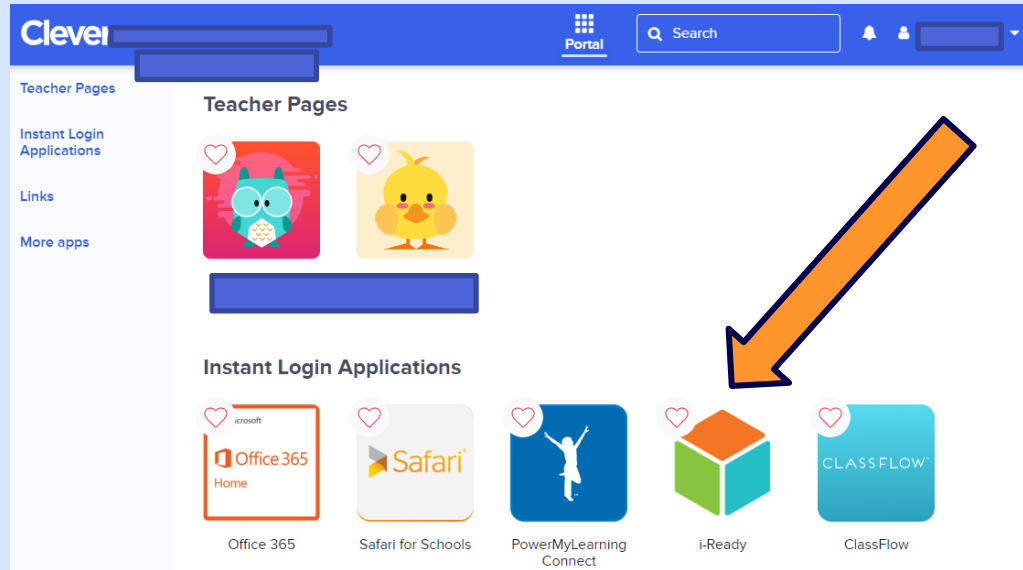 Clever
Portal
Search
Teacher Pages
Instant Login
Applications
Links
More apps
Teacher Pages
Instant Login Applications
icrosoft
Office 365
Home
Safari
CLASSFLOW
Office 365
Safari for Schools
PowerMyLearning
Connect
i-Ready
ClassFlow